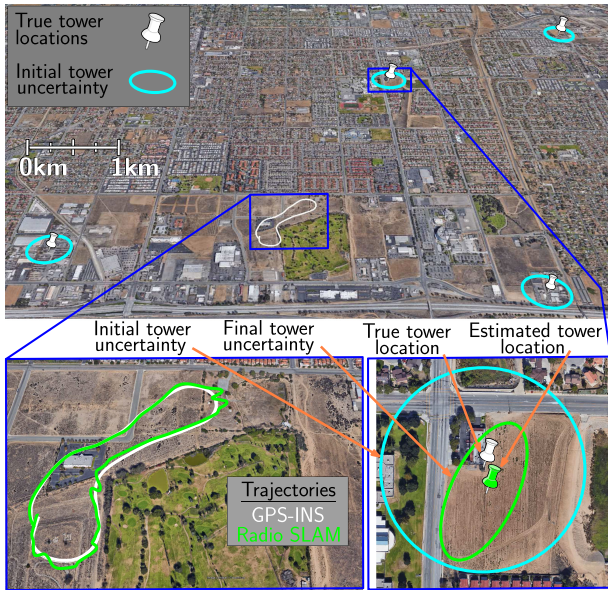 True tower
locations
Initial tower
uncertainty
0km 1km
Initial tower
uncertainty
Final tower
uncertainty
True tower
location
Estimated tower
location
Trajectories
GPS-INS
Radio SLAM